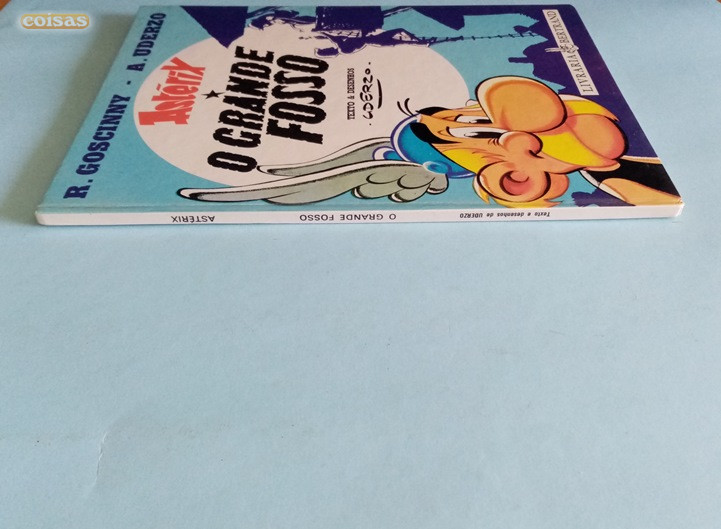 coisas
R. GOSCINNY • A. UDERZO
Astérix
O GRANDE
FOSSO
TEXTO & DESENHOS
UDERZO
LIVRARIA BERTRAND
ASTÉRIX O GRANDE FOSSO Texto e desenhos de UDERZO